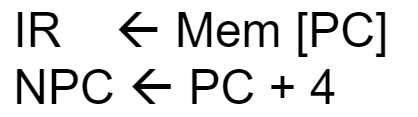 IR ← Mem [PC]
NPC ← PC + 4